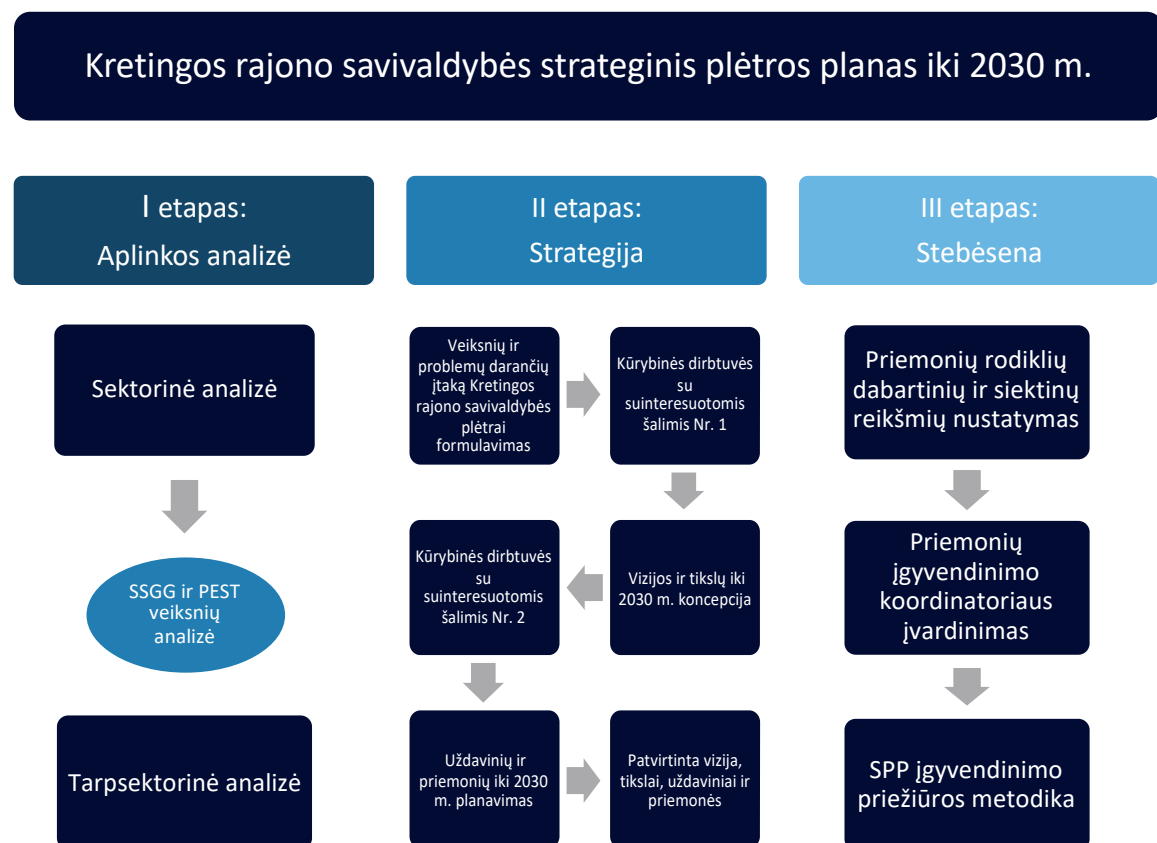 Kretingos rajono savivaldybės strateginis plėtros planas iki 2030 m.
I etapas:
Aplinkos analizė
Sektorinė analizė
SSGG ir PEST
veiksnių
analizė
Tarpsektorinė analizė
II etapas:
Strategija
Veiksnių ir
problemų darančių
įtaką Kretingos
rajono savivaldybės
plėtrai
formulavimas
Kūrybinės dirbtuvės
su
suinteresuotomis
šalimis Nr. 1
Vizijos ir tikslų iki
2030 m. koncepcija
Kūrybinės dirbtuvės
su
suinteresuotomis
šalimis Nr. 2
Uždavinių ir
priemonių iki 2030
m. planavimas
Patvirtinta vizija,
tikslai, uždaviniai ir
priemonės
III etapas:
Stebėsena
Priemonių rodiklių
dabartinių ir siektinų
reikšmių nustatymas
Priemonių
įgyvendinimo
koordinatoriaus
įvardinimas
SPP įgyvendinimo
priežiūros metodika